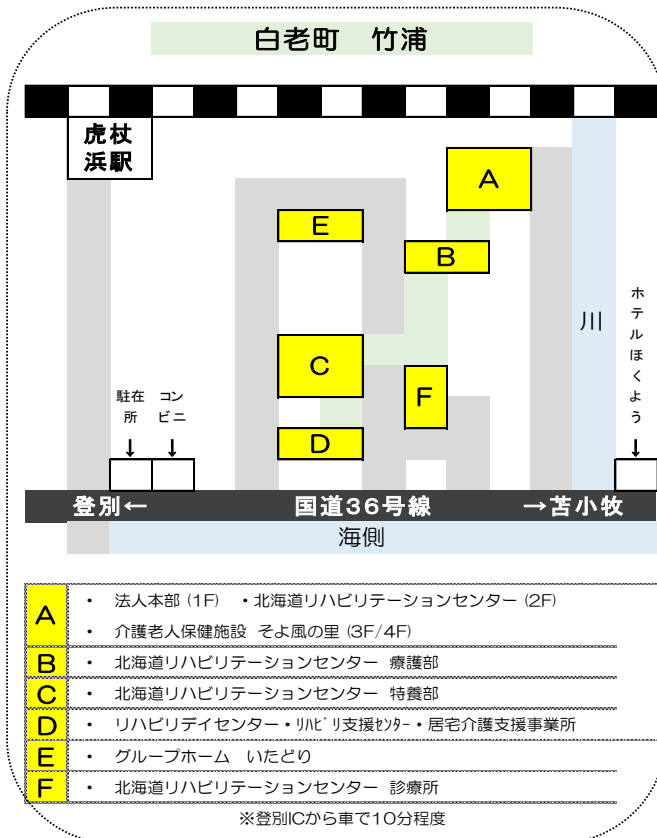 白老町　竹浦
虎杖
浜駅
A
E
B
川
ホテルほくよう
C
F
駐在所
コンビニ
↓ ↓ ↓
D
登別← 国道36号線 →苫小牧
海側
A ・ 法人本部 (1F) ・北海道リハビリテーションセンター (2F)
・ 介護老人保健施設 そよ風の里 (3F/4F)
B ・ 北海道リハビリテーションセンター 療護部
C ・ 北海道リハビリテーションセンター 特養部
D ・ リハビリデイセンター・ﾘﾊﾋﾞﾘ支援ｾﾝﾀｰ・居宅介護支援事業所
E ・ グループホーム　いたどり
F ・ 北海道リハビリテーションセンター 診療所
※登別ICから車で10分程度